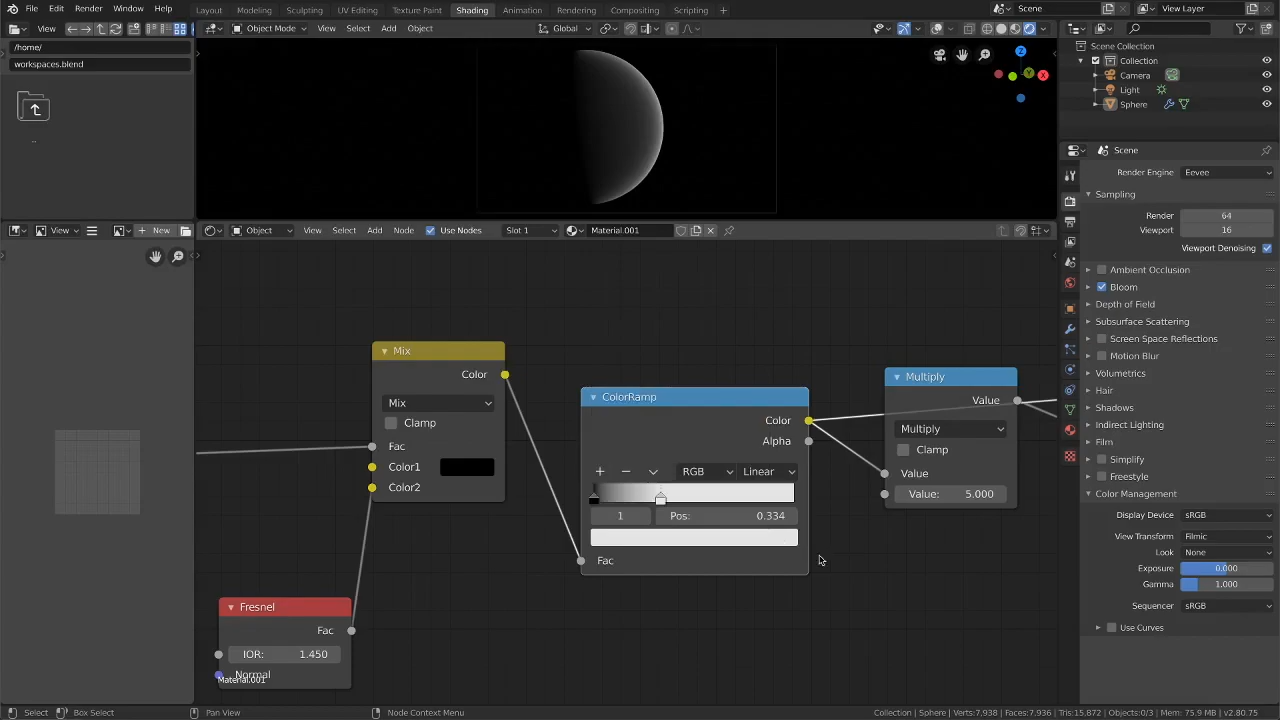 File Edit Render Window Help Layout Modeling Sculpting UV Editing Texture Paint Shading Animation Rendering Compositing Scripting + Scene View Layer
View Object Mode View Select Add Object Global
/home/
workspaces.blend
..
Z
Y
X
Scene Collection
Collection
Camera
Light
Sphere
View New Object View Select Add Node Use Nodes Slot 1 Material.001
Scene
Render Engine Eevee
Sampling
Render 64
Viewport 16
Viewport Denoising
Ambient Occlusion
Bloom
Depth of Field
Subsurface Scattering
Screen Space Reflections
Motion Blur
Volumetrics
Hair
Shadows
Indirect Lighting
Film
Simplify
Freestyle
Color Management
Display Device sRGB
View Transform Filmic
Look None
Exposure 0.000
Gamma 1.000
Sequencer sRGB
Use Curves
Mix
Color
Mix
Clamp
Fac
Color1
Color2
ColorRamp
Color
Alpha
+ − RGB Linear
1 Pos: 0.334
Fac
Multiply
Value
Multiply
Clamp
Value
Value: 5.000
Fresnel
Fac
IOR: 1.450
Normal
Material.001
Select Box Select Pan View Node Context Menu Collection | Sphere | Verts:7,938 | Faces:7,936 | Tris:15,872 | Objects:0/3 | Mem: 75.9 MB | v2.80.75